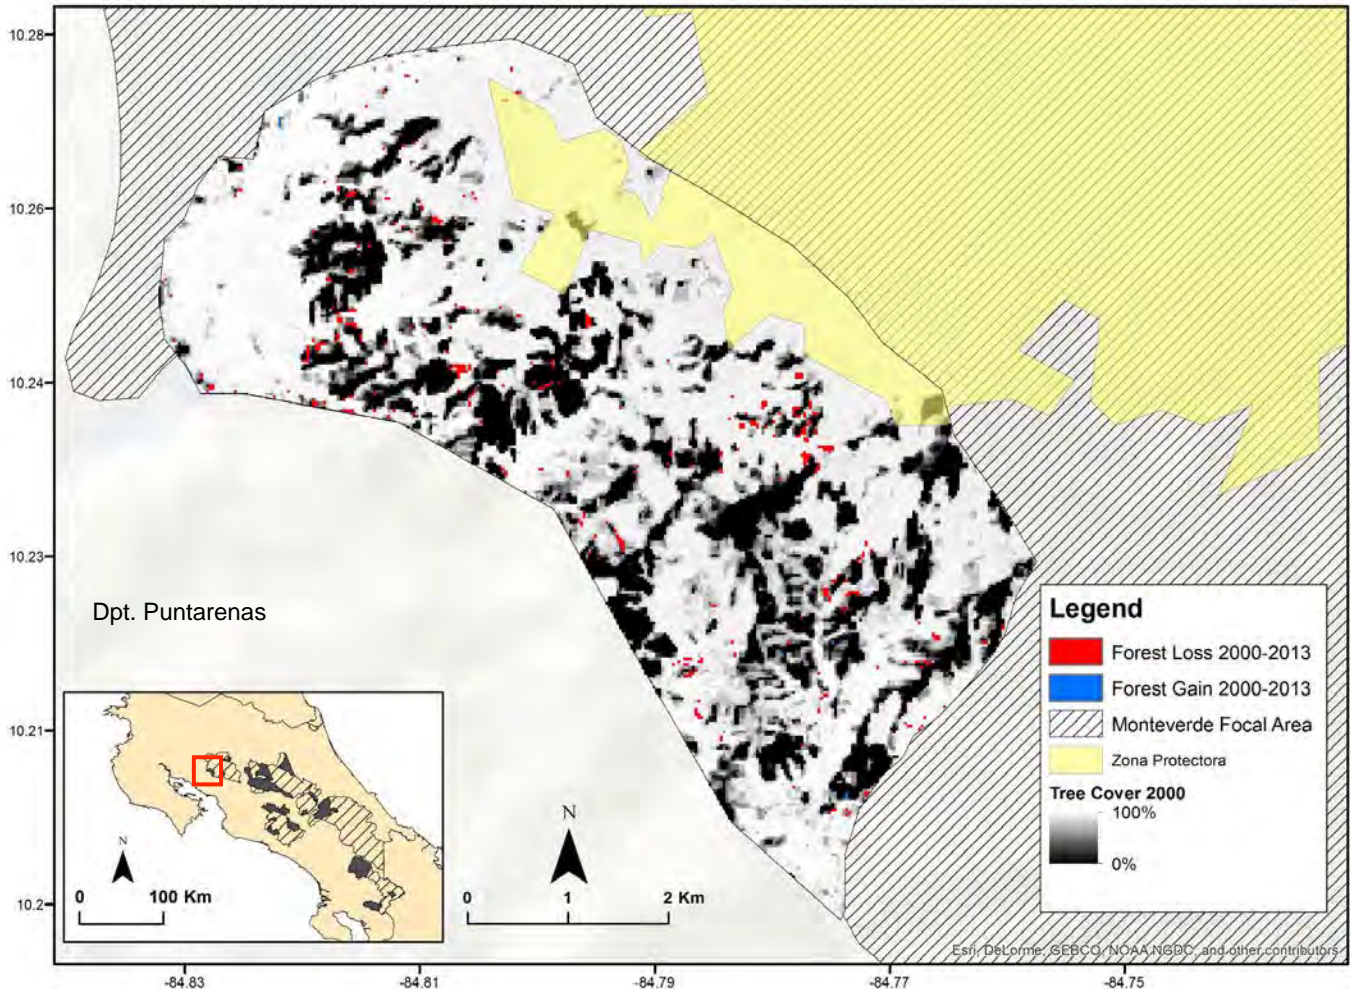 10.28
10.26
10.24
10.23
10.21
10.2
Dpt. Puntarenas
Legend
Forest Loss 2000-2013
Forest Gain 2000-2013
Monteverde Focal Area
Zona Protectora
Tree Cover 2000
100%
0%
N
0 100 Km
N
0 1 2 Km
Esri, DeLorme, GEBCO, NOAA NGDC, and other contributors
-84.83 -84.81 -84.79 -84.77 -84.75